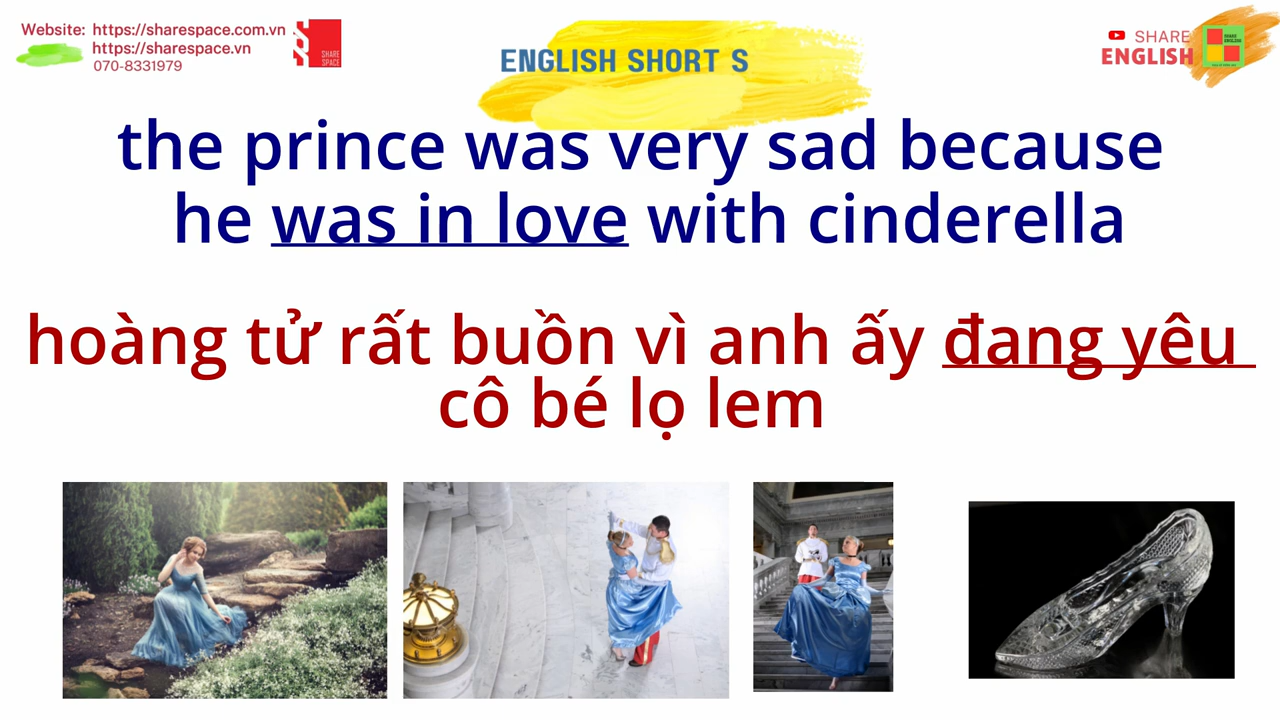 Website: https://sharespace.com.vn
https://sharespace.vn
070-8331979
SHARE
SPACE
ENGLISH SHORT S
SHARE
ENGLISH
the prince was very sad because
he was in love with cinderella
hoàng tử rất buồn vì anh ấy đang yêu
cô bé lọ lem